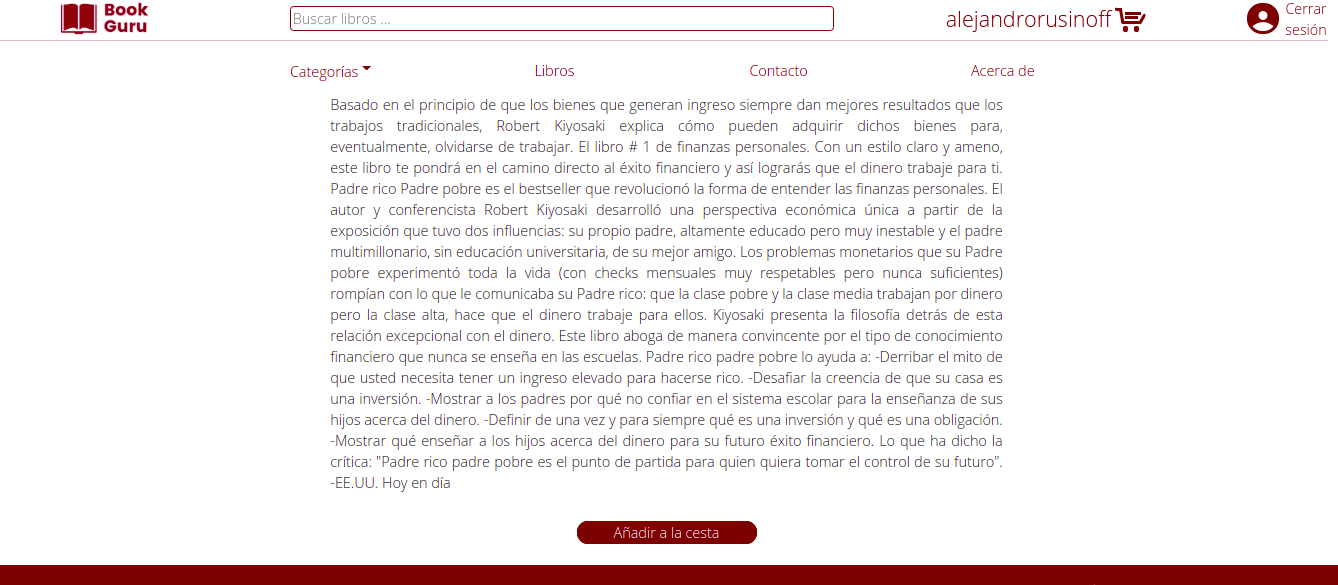 Book
Guru
Buscar libros ...
alejandrorusinoff
Cerrar
sesión
Categorías
Libros
Contacto
Acerca de
Basado en el principio de que los bienes que generan ingreso siempre dan mejores resultados que los
trabajos tradicionales, Robert Kiyosaki explica cómo pueden adquirir dichos bienes para,
eventualmente, olvidarse de trabajar. El libro # 1 de finanzas personales. Con un estilo claro y ameno,
este libro te pondrá en el camino directo al éxito financiero y así lograrás que el dinero trabaje para ti.
Padre rico Padre pobre es el bestseller que revolucionó la forma de entender las finanzas personales. El
autor y conferencista Robert Kiyosaki desarrolló una perspectiva económica única a partir de la
exposición que tuvo dos influencias: su propio padre, altamente educado pero muy inestable y el padre
multimillonario, sin educación universitaria, de su mejor amigo. Los problemas monetarios que su Padre
pobre experimentó toda la vida (con checks mensuales muy respetables pero nunca suficientes)
rompían con lo que le comunicaba su Padre rico: que la clase pobre y la clase media trabajan por dinero
pero la clase alta, hace que el dinero trabaje para ellos. Kiyosaki presenta la filosofía detrás de esta
relación excepcional con el dinero. Este libro aboga de manera convincente por el tipo de conocimiento
financiero que nunca se enseña en las escuelas. Padre rico padre pobre lo ayuda a: -Derribar el mito de
que usted necesita tener un ingreso elevado para hacerse rico. -Desafiar la creencia de que su casa es
una inversión. -Mostrar a los padres por qué no confiar en el sistema escolar para la enseñanza de sus
hijos acerca del dinero. -Definir de una vez y para siempre qué es una inversión y qué es una obligación.
-Mostrar qué enseñar a los hijos acerca del dinero para su futuro éxito financiero. Lo que ha dicho la
crítica: "Padre rico padre pobre es el punto de partida para quien quiera tomar el control de su futuro".
-EE.UU. Hoy en día
Añadir a la cesta